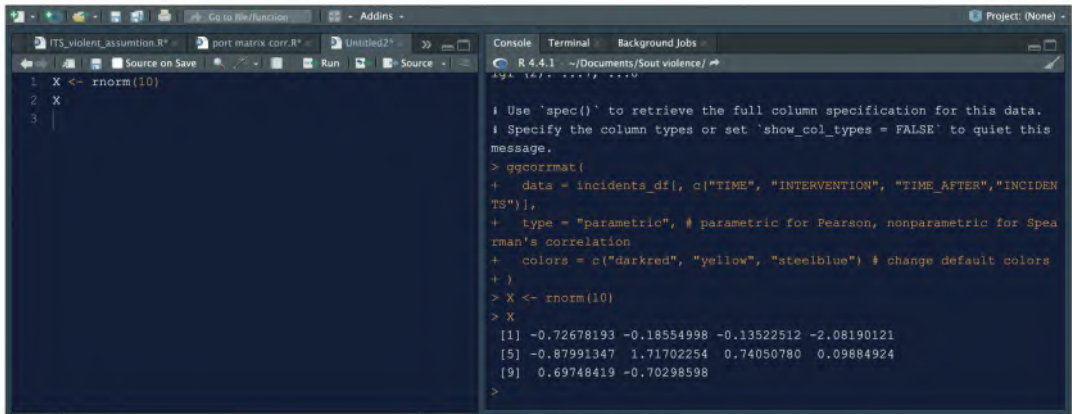 Go to file/function
Addins
Project: (None)
ITS_violent_assumtion.R*
port matrix corr.R*
Untitled2*
Source on Save
Run
Source
1 X <- rnorm(10)
2 X
3
Console Terminal Background Jobs
R 4.4.1 · ~/Documents/Sout violence/
ℹ Use `spec()` to retrieve the full column specification for this data.
ℹ Specify the column types or set `show_col_types = FALSE` to quiet this
message.
> ggcorrmat(
+   data = incidents_df[, c("TIME", "INTERVENTION", "TIME_AFTER","INCIDEN
TS")],
+   type = "parametric", # parametric for Pearson, nonparametric for Spea
rman's correlation
+   colors = c("darkred", "yellow", "steelblue") # change default colors
+ )
> X <- rnorm(10)
> X
[1] -0.72678193 -0.18554998 -0.13522512 -2.08190121
[5] -0.87991347  1.71702254  0.74050780  0.09884924
[9]  0.69748419 -0.70298598
>